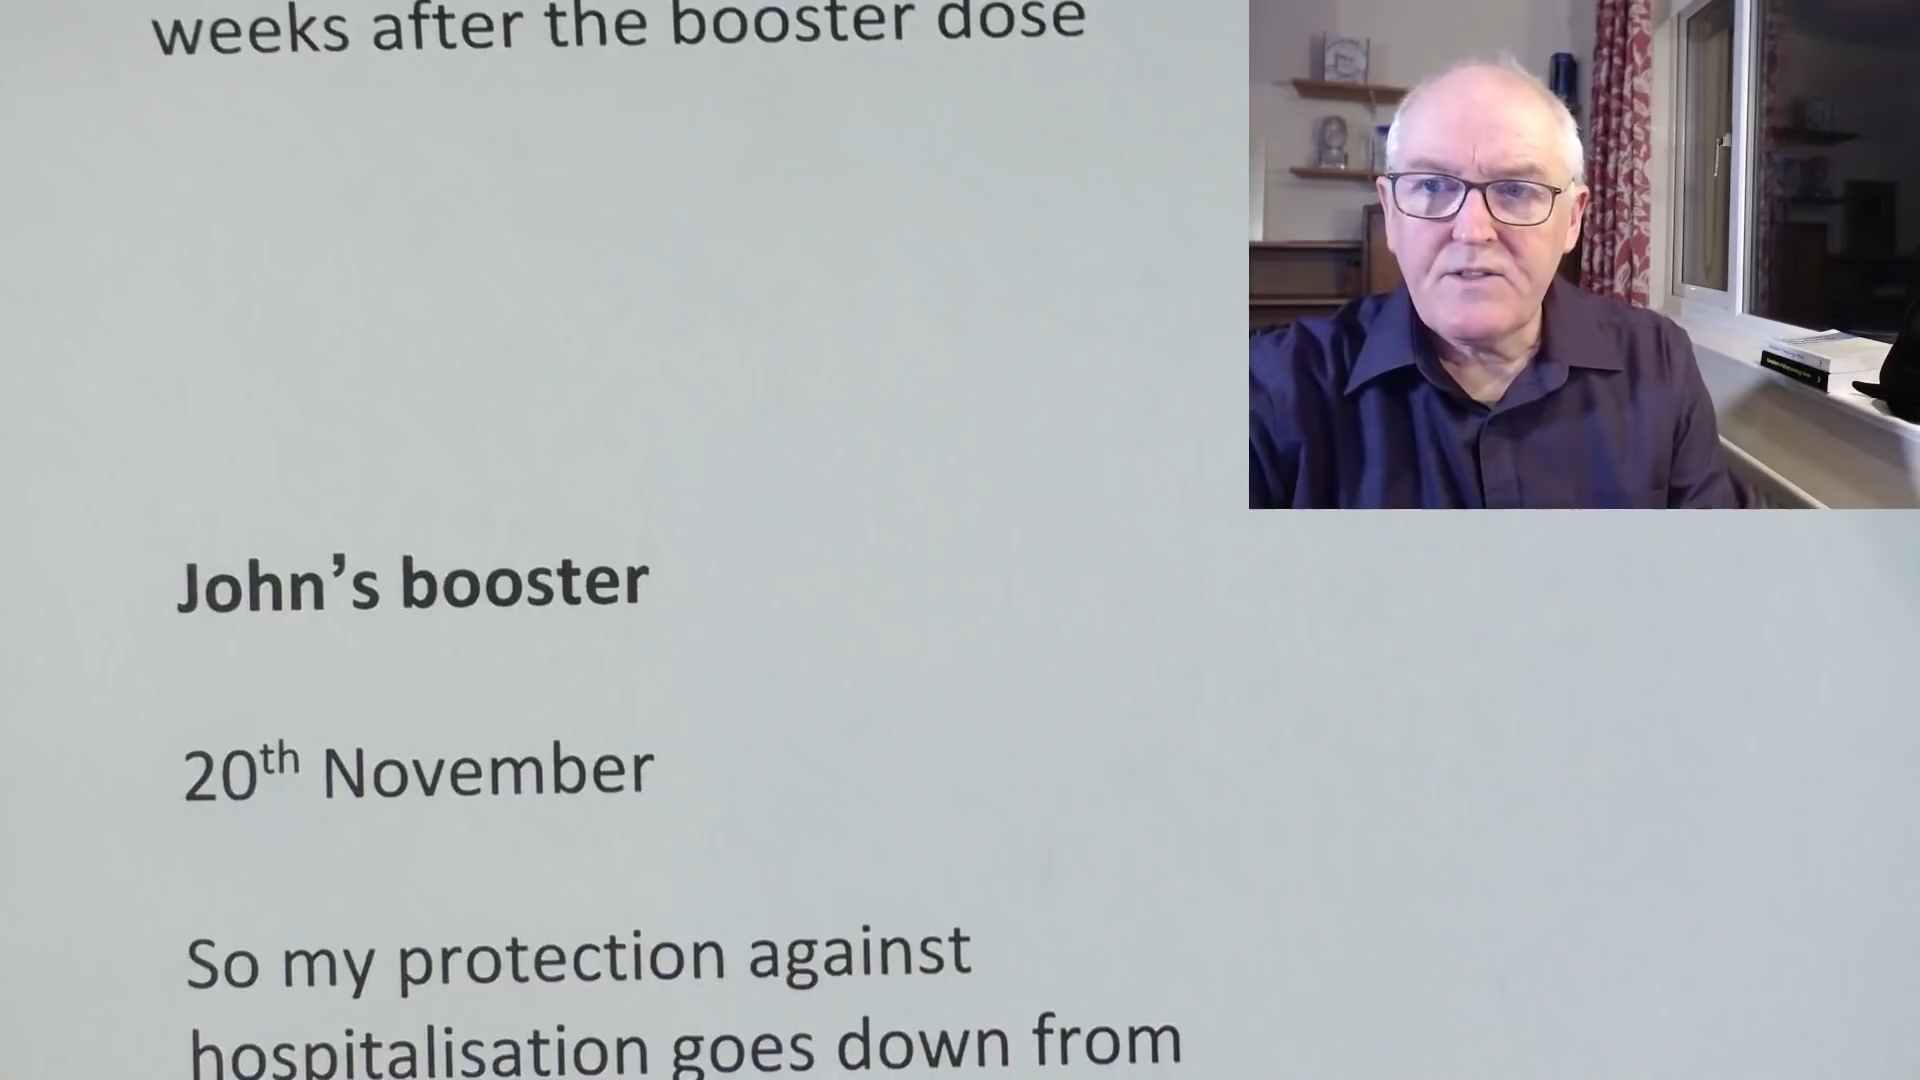 weeks after the booster dose
John’s booster
20th November
So my protection against
hospitalisation goes down from